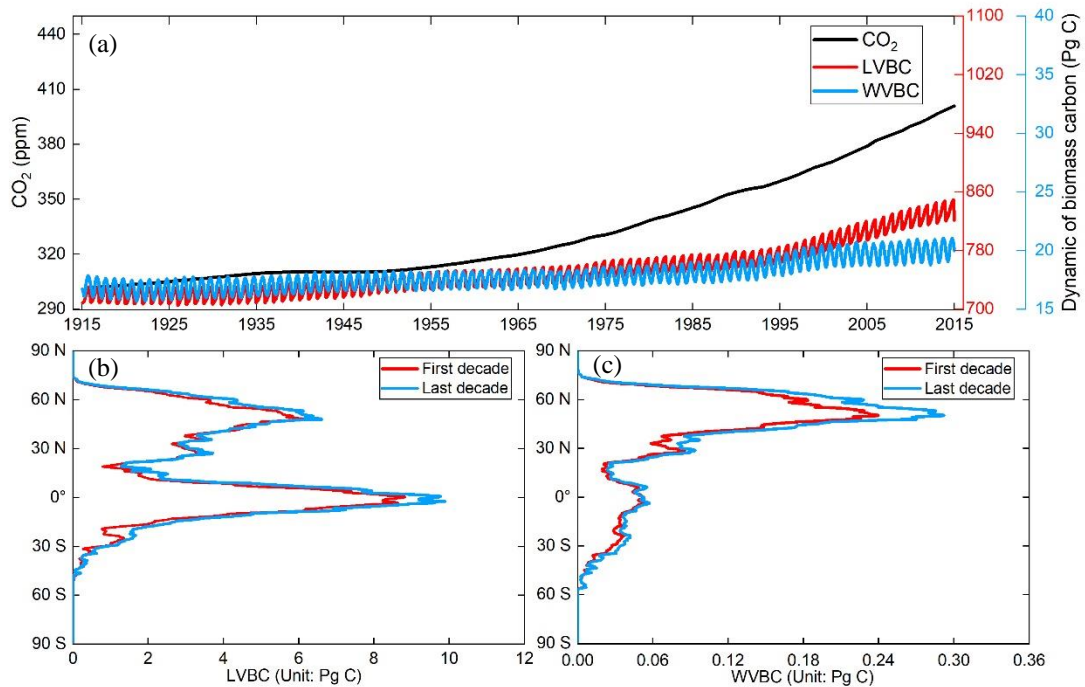 (a)
CO₂
LVBC
WVBC
CO₂ (ppm)
440
410
380
350
320
290
1915
1925
1935
1945
1955
1965
1975
1985
1995
2005
2015
1100
1020
940
860
780
700
40
35
30
25
20
15
Dynamic of biomass carbon (Pg C)
(b)
First decade
Last decade
90 N
60 N
30 N
0°
30 S
60 S
90 S
0
2
4
6
8
10
12
LVBC (Unit: Pg C)
(c)
First decade
Last decade
90 N
60 N
30 N
0°
30 S
60 S
90 S
0.00
0.06
0.12
0.18
0.24
0.30
0.36
WVBC (Unit: Pg C)